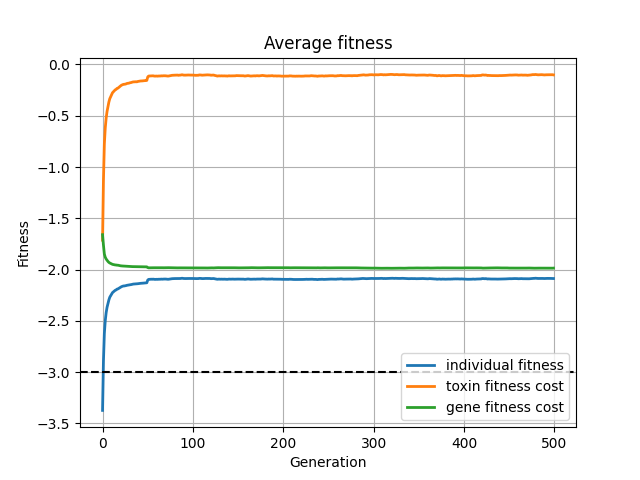 Average fitness
Fitness
0.0
−0.5
−1.0
−1.5
−2.0
−2.5
−3.0
−3.5
individual fitness
toxin fitness cost
gene fitness cost
0 100 200 300 400 500
Generation